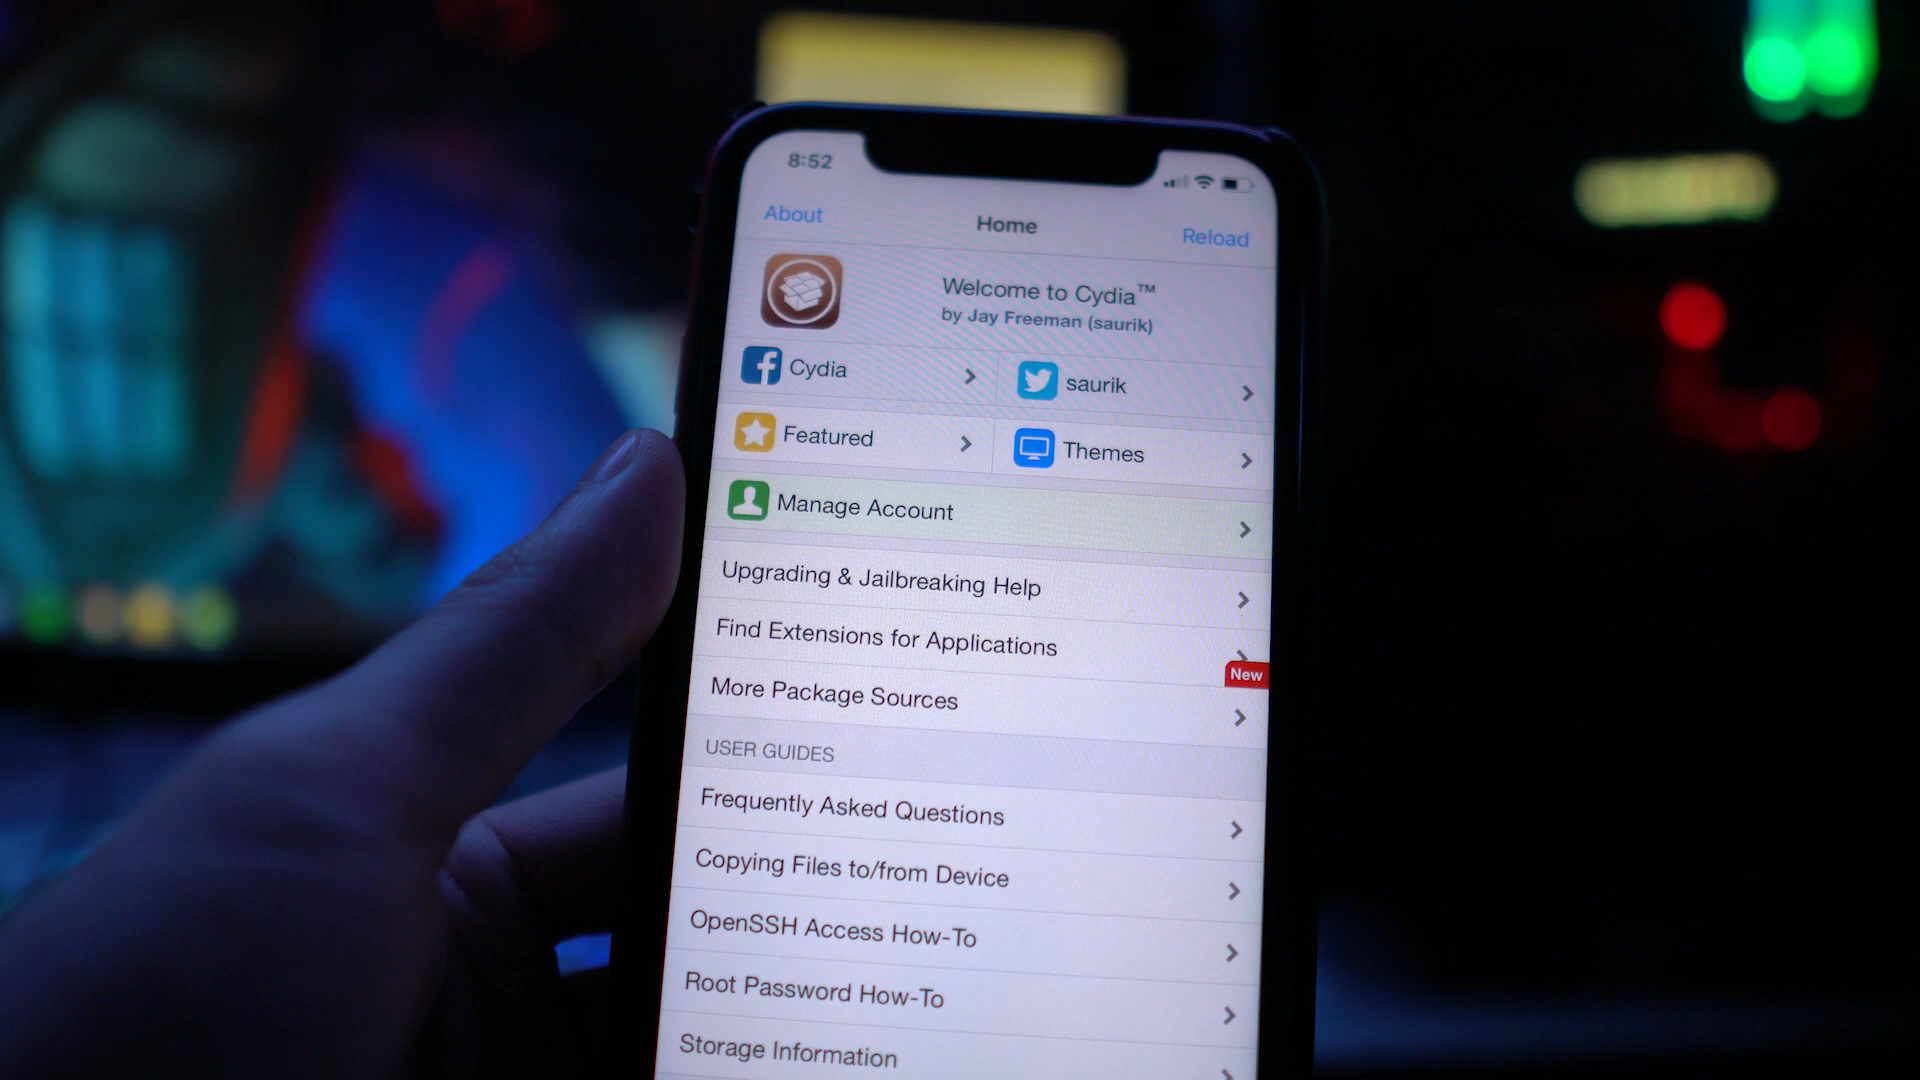 8:52
About
Home
Reload
Welcome to Cydia™
by Jay Freeman (saurik)
Cydia
saurik
Featured
Themes
Manage Account
Upgrading & Jailbreaking Help
Find Extensions for Applications
New
More Package Sources
USER GUIDES
Frequently Asked Questions
Copying Files to/from Device
OpenSSH Access How-To
Root Password How-To
Storage Information